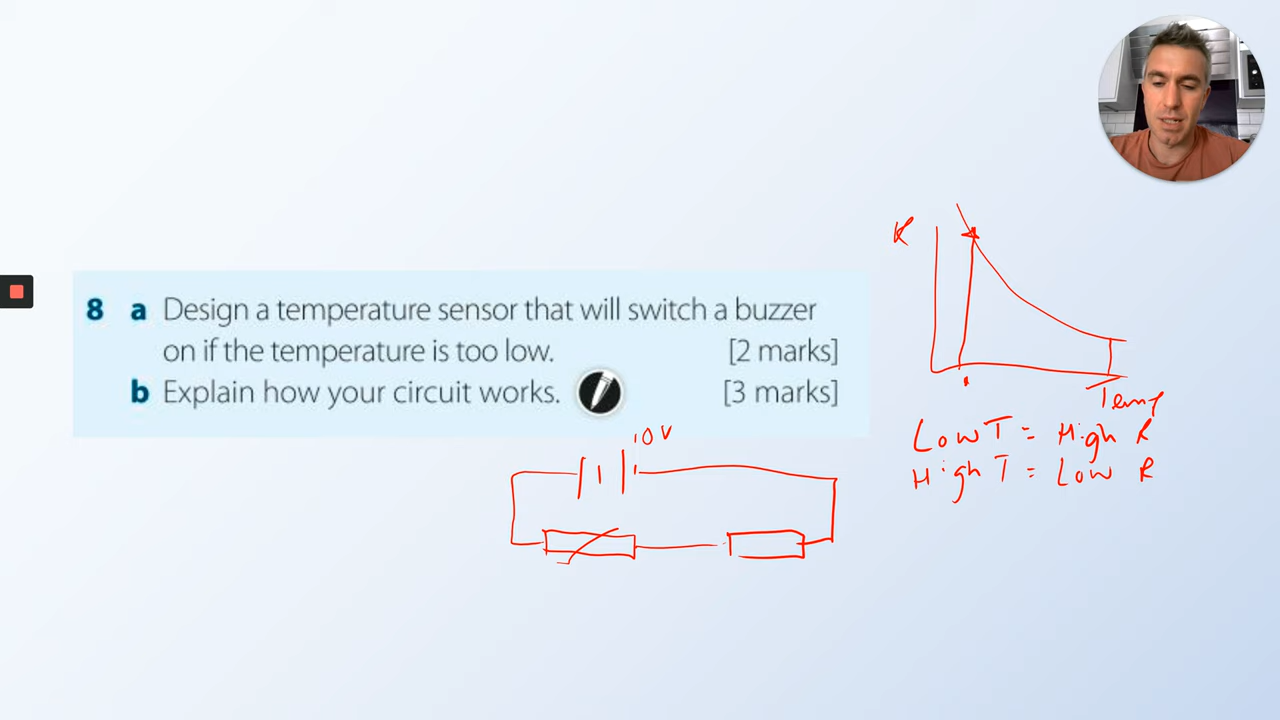 8 a Design a temperature sensor that will switch a buzzer
on if the temperature is too low. [2 marks]
b Explain how your circuit works. [3 marks]
10V
R
Temp
Low T = High R
High T = Low R